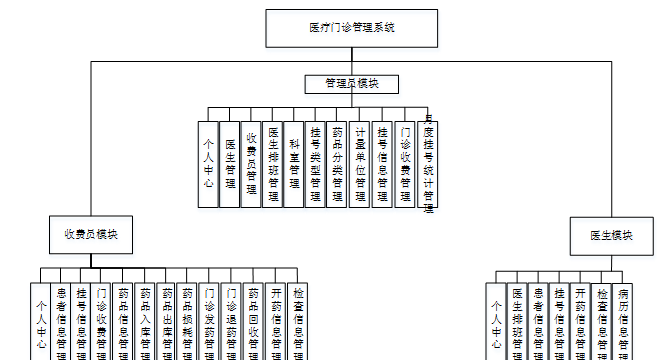 医疗门诊管理系统
管理员模块
个人中心
医生管理
收费员管理
医生排班管理
科室管理
挂号类型管理
药品分类管理
计量单位管理
挂号信息管理
门诊收费管理
月度挂号统计管理
收费员模块
医生模块
个人中心
患者信息管理
挂号信息管理
门诊收费管理
药品信息管理
药品入库管理
药品出库管理
药品损耗管理
门诊发药管理
门诊退药管理
药品回收管理
开药信息管理
检查信息管理
个人中心
医生排班管理
患者信息管理
挂号信息管理
开药信息管理
检查信息管理
病历信息管理